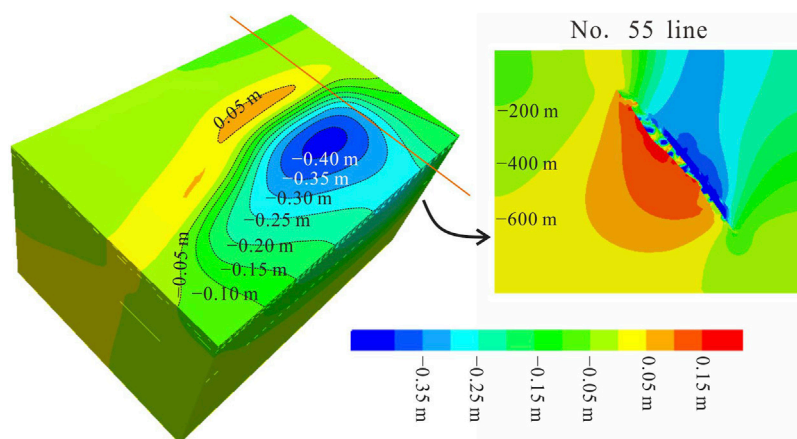 No. 55 line
0.05 m
−0.40 m
−0.35 m
−0.30 m
−0.25 m
−0.20 m
−0.15 m
−0.10 m
−0.05 m
−200 m
−400 m
−600 m
−0.35 m
−0.25 m
−0.15 m
−0.05 m
0.05 m
0.15 m